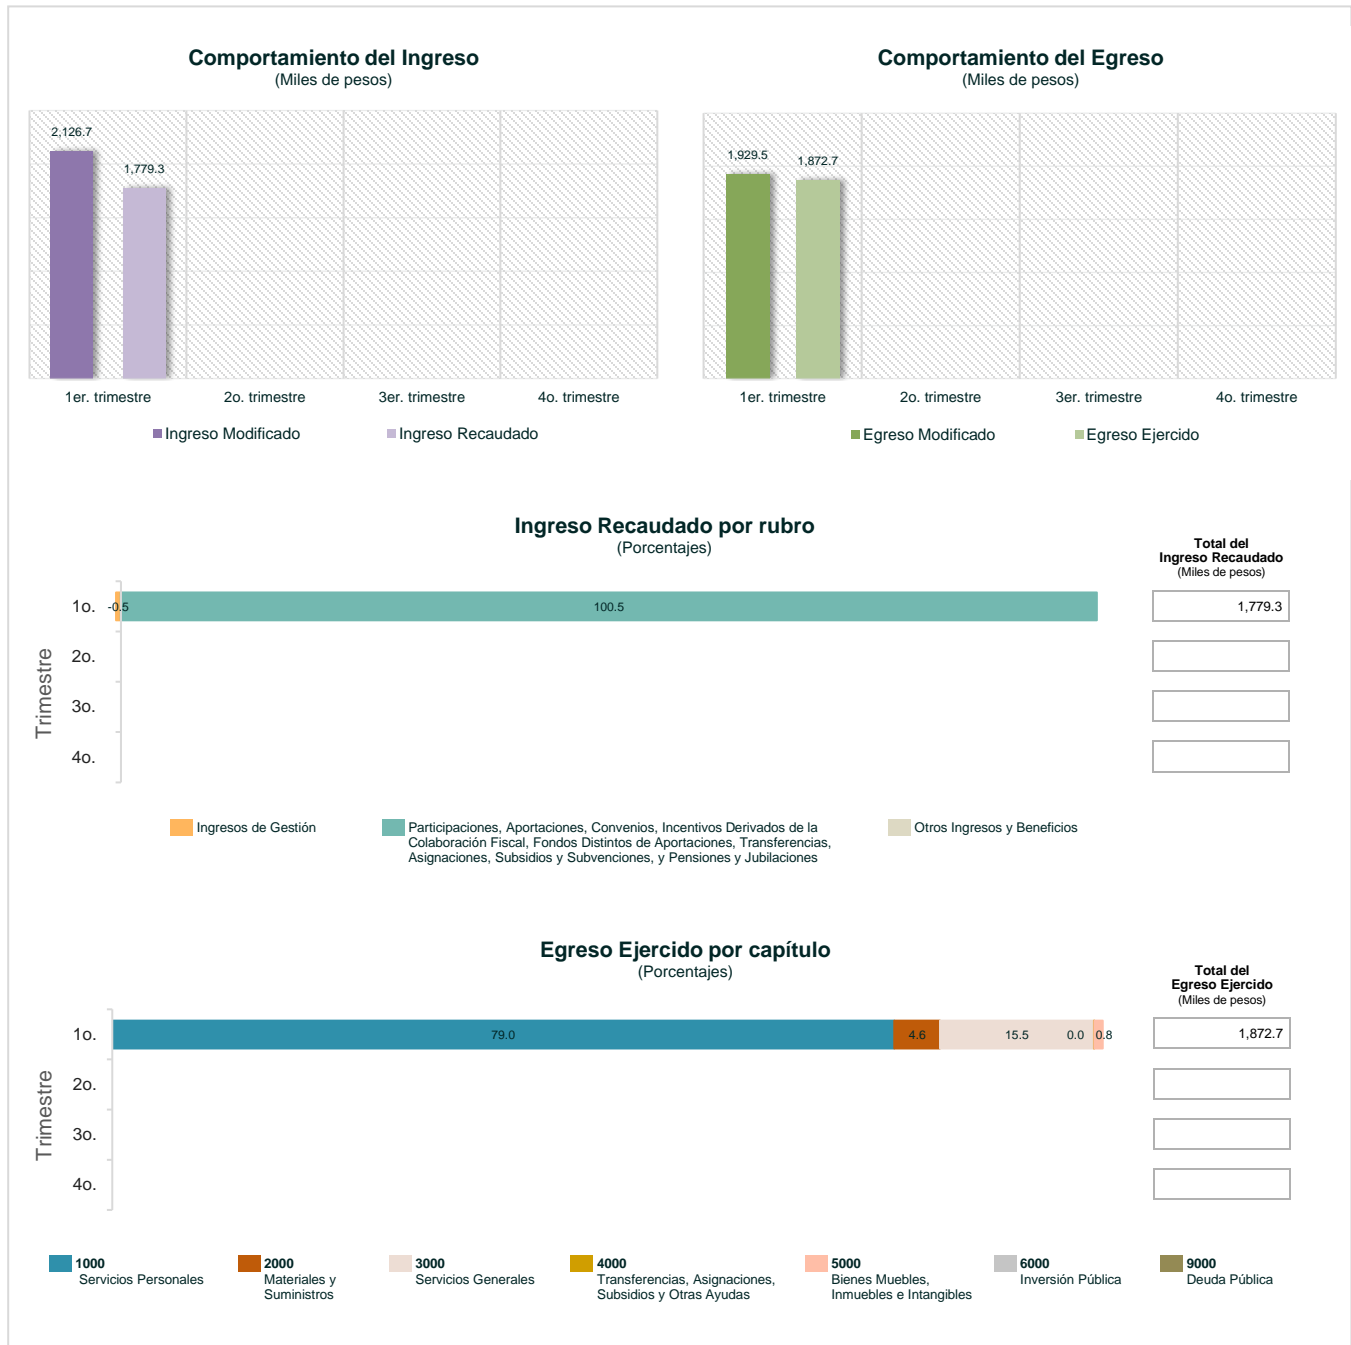 Comportamiento del Ingreso
(Miles de pesos)
2,126.7
1,779.3
1er. trimestre
2o. trimestre
3er. trimestre
4o. trimestre
Ingreso Modificado
Ingreso Recaudado
Comportamiento del Egreso
(Miles de pesos)
1,929.5
1,872.7
1er. trimestre
2o. trimestre
3er. trimestre
4o. trimestre
Egreso Modificado
Egreso Ejercido
Ingreso Recaudado por rubro
(Porcentajes)
Total del
Ingreso Recaudado
(Miles de pesos)
Trimestre
1o.
-0.5
100.5
1,779.3
2o.
3o.
4o.
Ingresos de Gestión
Participaciones, Aportaciones, Convenios, Incentivos Derivados de la
Colaboración Fiscal, Fondos Distintos de Aportaciones, Transferencias,
Asignaciones, Subsidios y Subvenciones, y Pensiones y Jubilaciones
Otros Ingresos y Beneficios
Egreso Ejercido por capítulo
(Porcentajes)
Total del
Egreso Ejercido
(Miles de pesos)
Trimestre
1o.
79.0
4.6
15.5
0.0
0.8
1,872.7
2o.
3o.
4o.
1000
Servicios Personales
2000
Materiales y
Suministros
3000
Servicios Generales
4000
Transferencias, Asignaciones,
Subsidios y Otras Ayudas
5000
Bienes Muebles,
Inmuebles e Intangibles
6000
Inversión Pública
9000
Deuda Pública